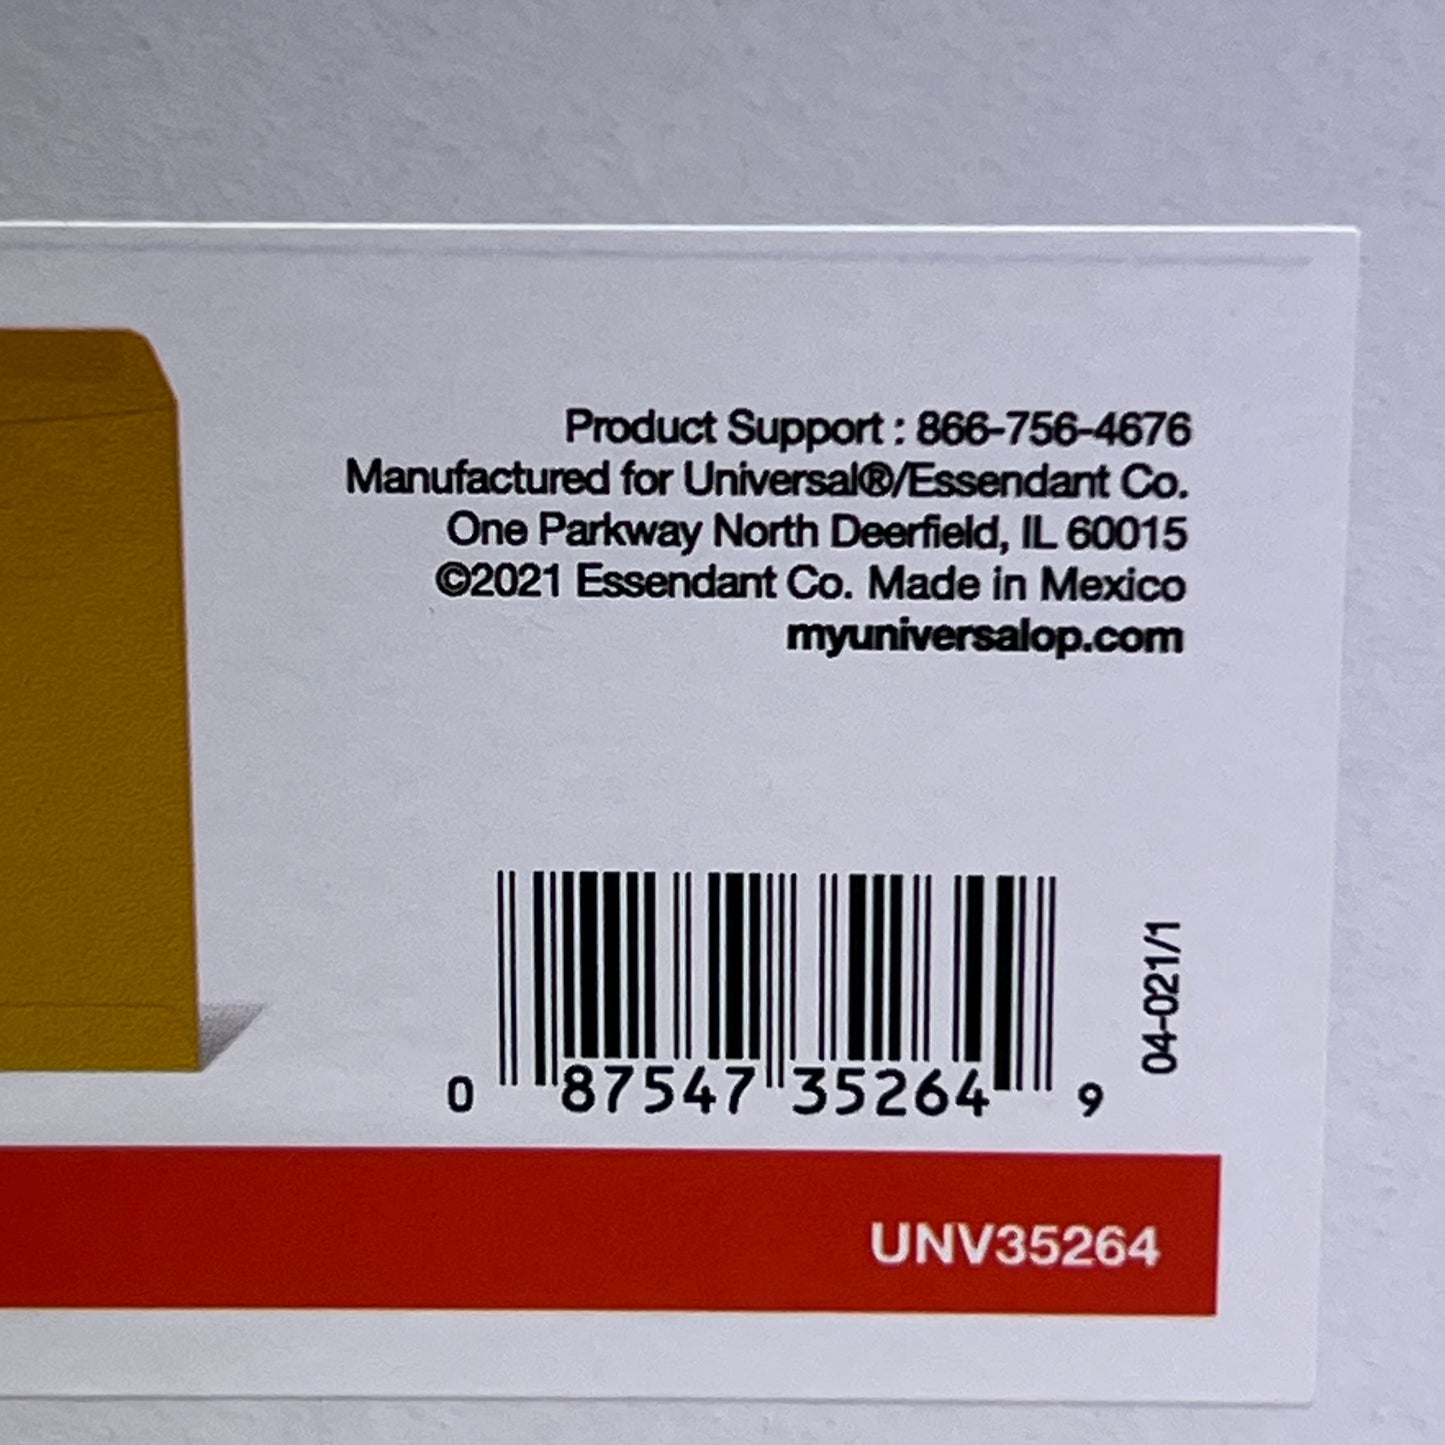 Product Support : 866-756-4676
Manufactured for Universal®/Essendant Co.
One Parkway North Deerfield, IL 60015
©2021 Essendant Co. Made in Mexico
myuniversalop.com
0 87547 35264 9
04-021/1
UNV35264